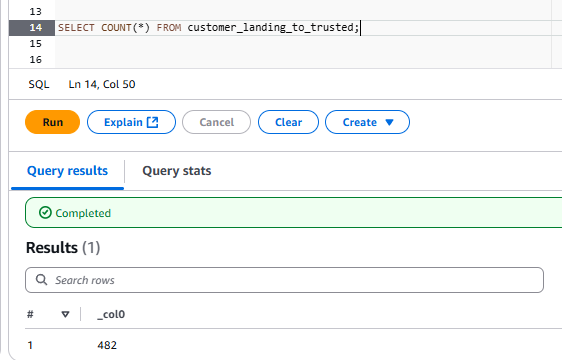 13
14 SELECT COUNT(*) FROM customer_landing_to_trusted;
15
16
SQL Ln 14, Col 50
Run Explain Cancel Clear Create
Query results Query stats
Completed
Results (1)
Search rows
# _col0
1 482